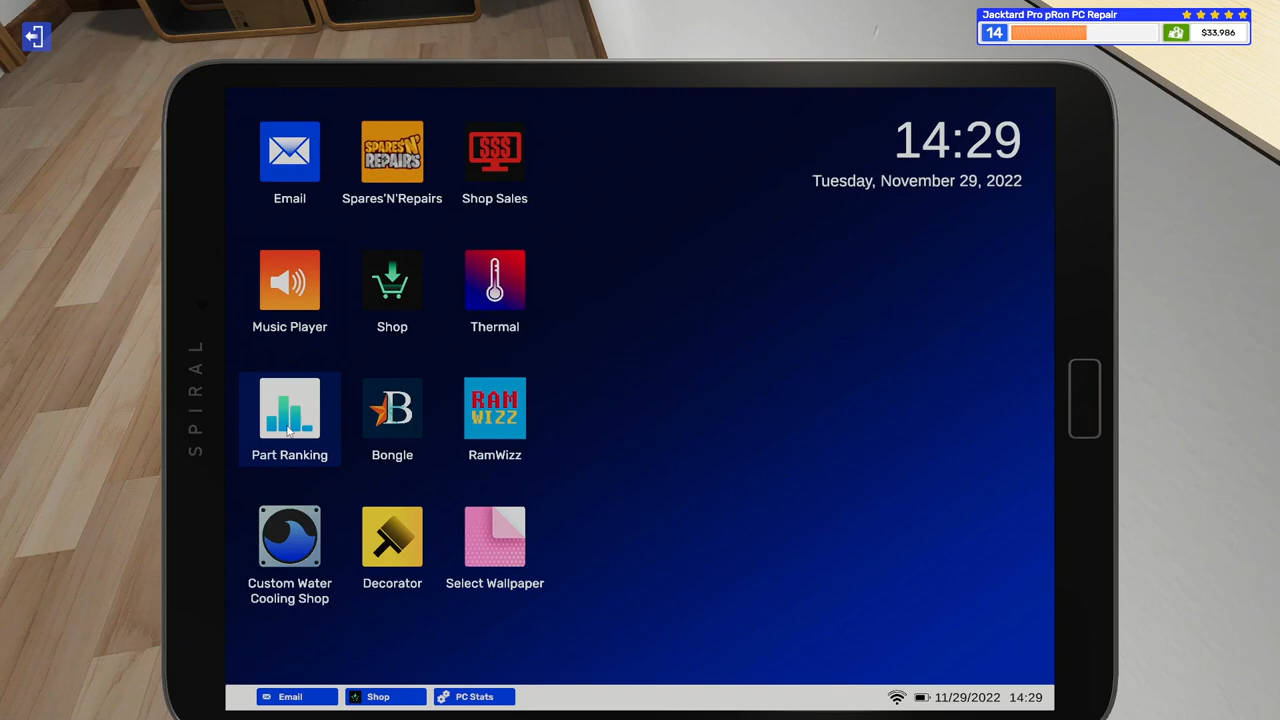 Jacktard Pro pRon PC Repair
14
$33,986
14:29
Tuesday, November 29, 2022
Email
SPARES'N' REPAIRS
Spares'N'Repairs
$$$
Shop Sales
Music Player
Shop
Thermal
Part Ranking
B
Bongle
RAM
WIZZ
RamWizz
Custom Water
Cooling Shop
Decorator
Select Wallpaper
SPIRAL
Email
Shop
PC Stats
11/29/2022 14:29